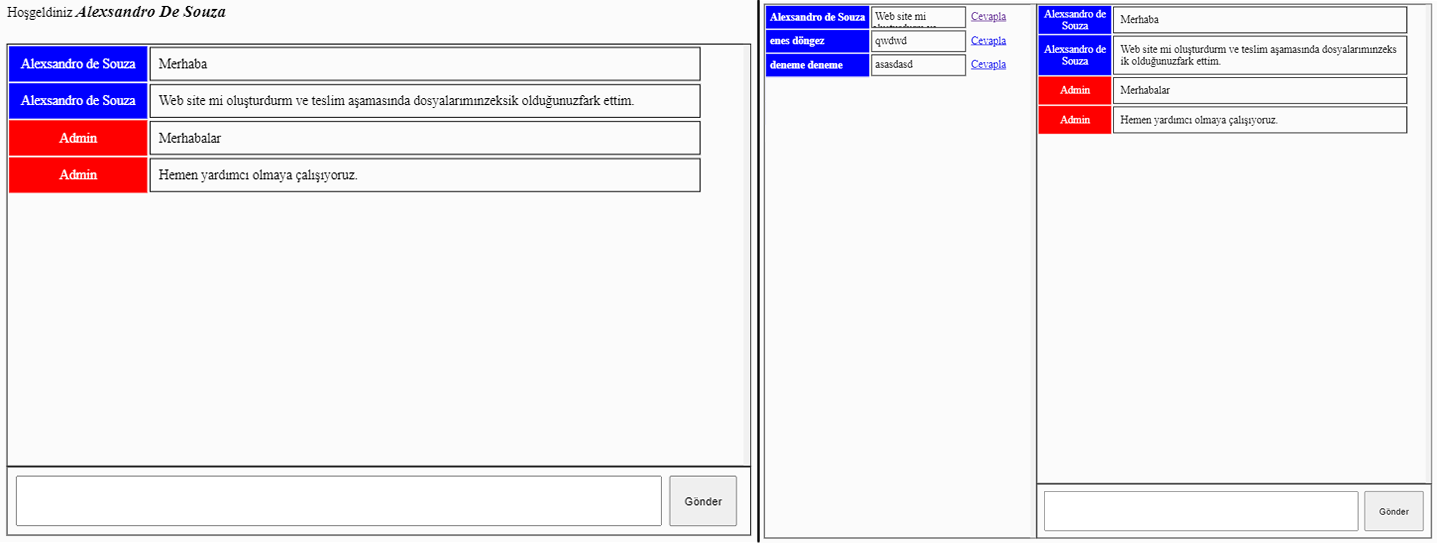 Hoşgeldiniz Alexsandro De Souza
Alexsandro de Souza Merhaba
Alexsandro de Souza Web site mi oluşturdurm ve teslim aşamasında dosyalarımınzeksik olduğunuzfark ettim.
Admin Merhabalar
Admin Hemen yardımcı olmaya çalışıyoruz.
Gönder
Alexsandro de Souza Web site mi Cevapla
enes döngez qwdwd Cevapla
deneme deneme asasdasd Cevapla
Alexsandro de
Souza
Merhaba
Alexsandro de
Souza
Web site mi oluşturdurm ve teslim aşamasında dosyalarımınzeks
ik olduğunuzfark ettim.
Admin Merhabalar
Admin Hemen yardımcı olmaya çalışıyoruz.
Gönder